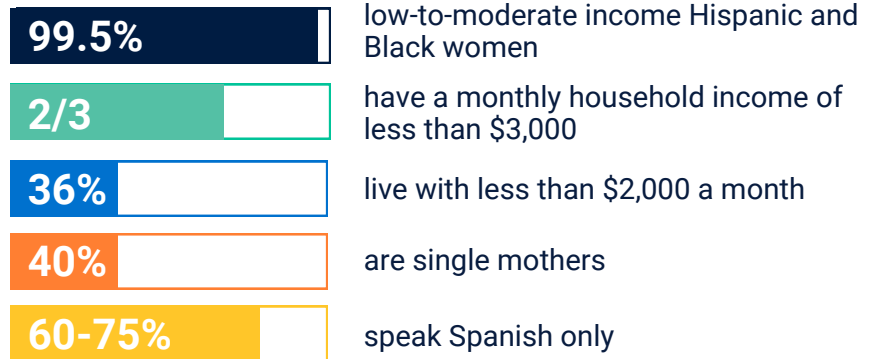 99.5%
low-to-moderate income Hispanic and
Black women
2/3
have a monthly household income of
less than $3,000
36%
live with less than $2,000 a month
40%
are single mothers
60-75%
speak Spanish only